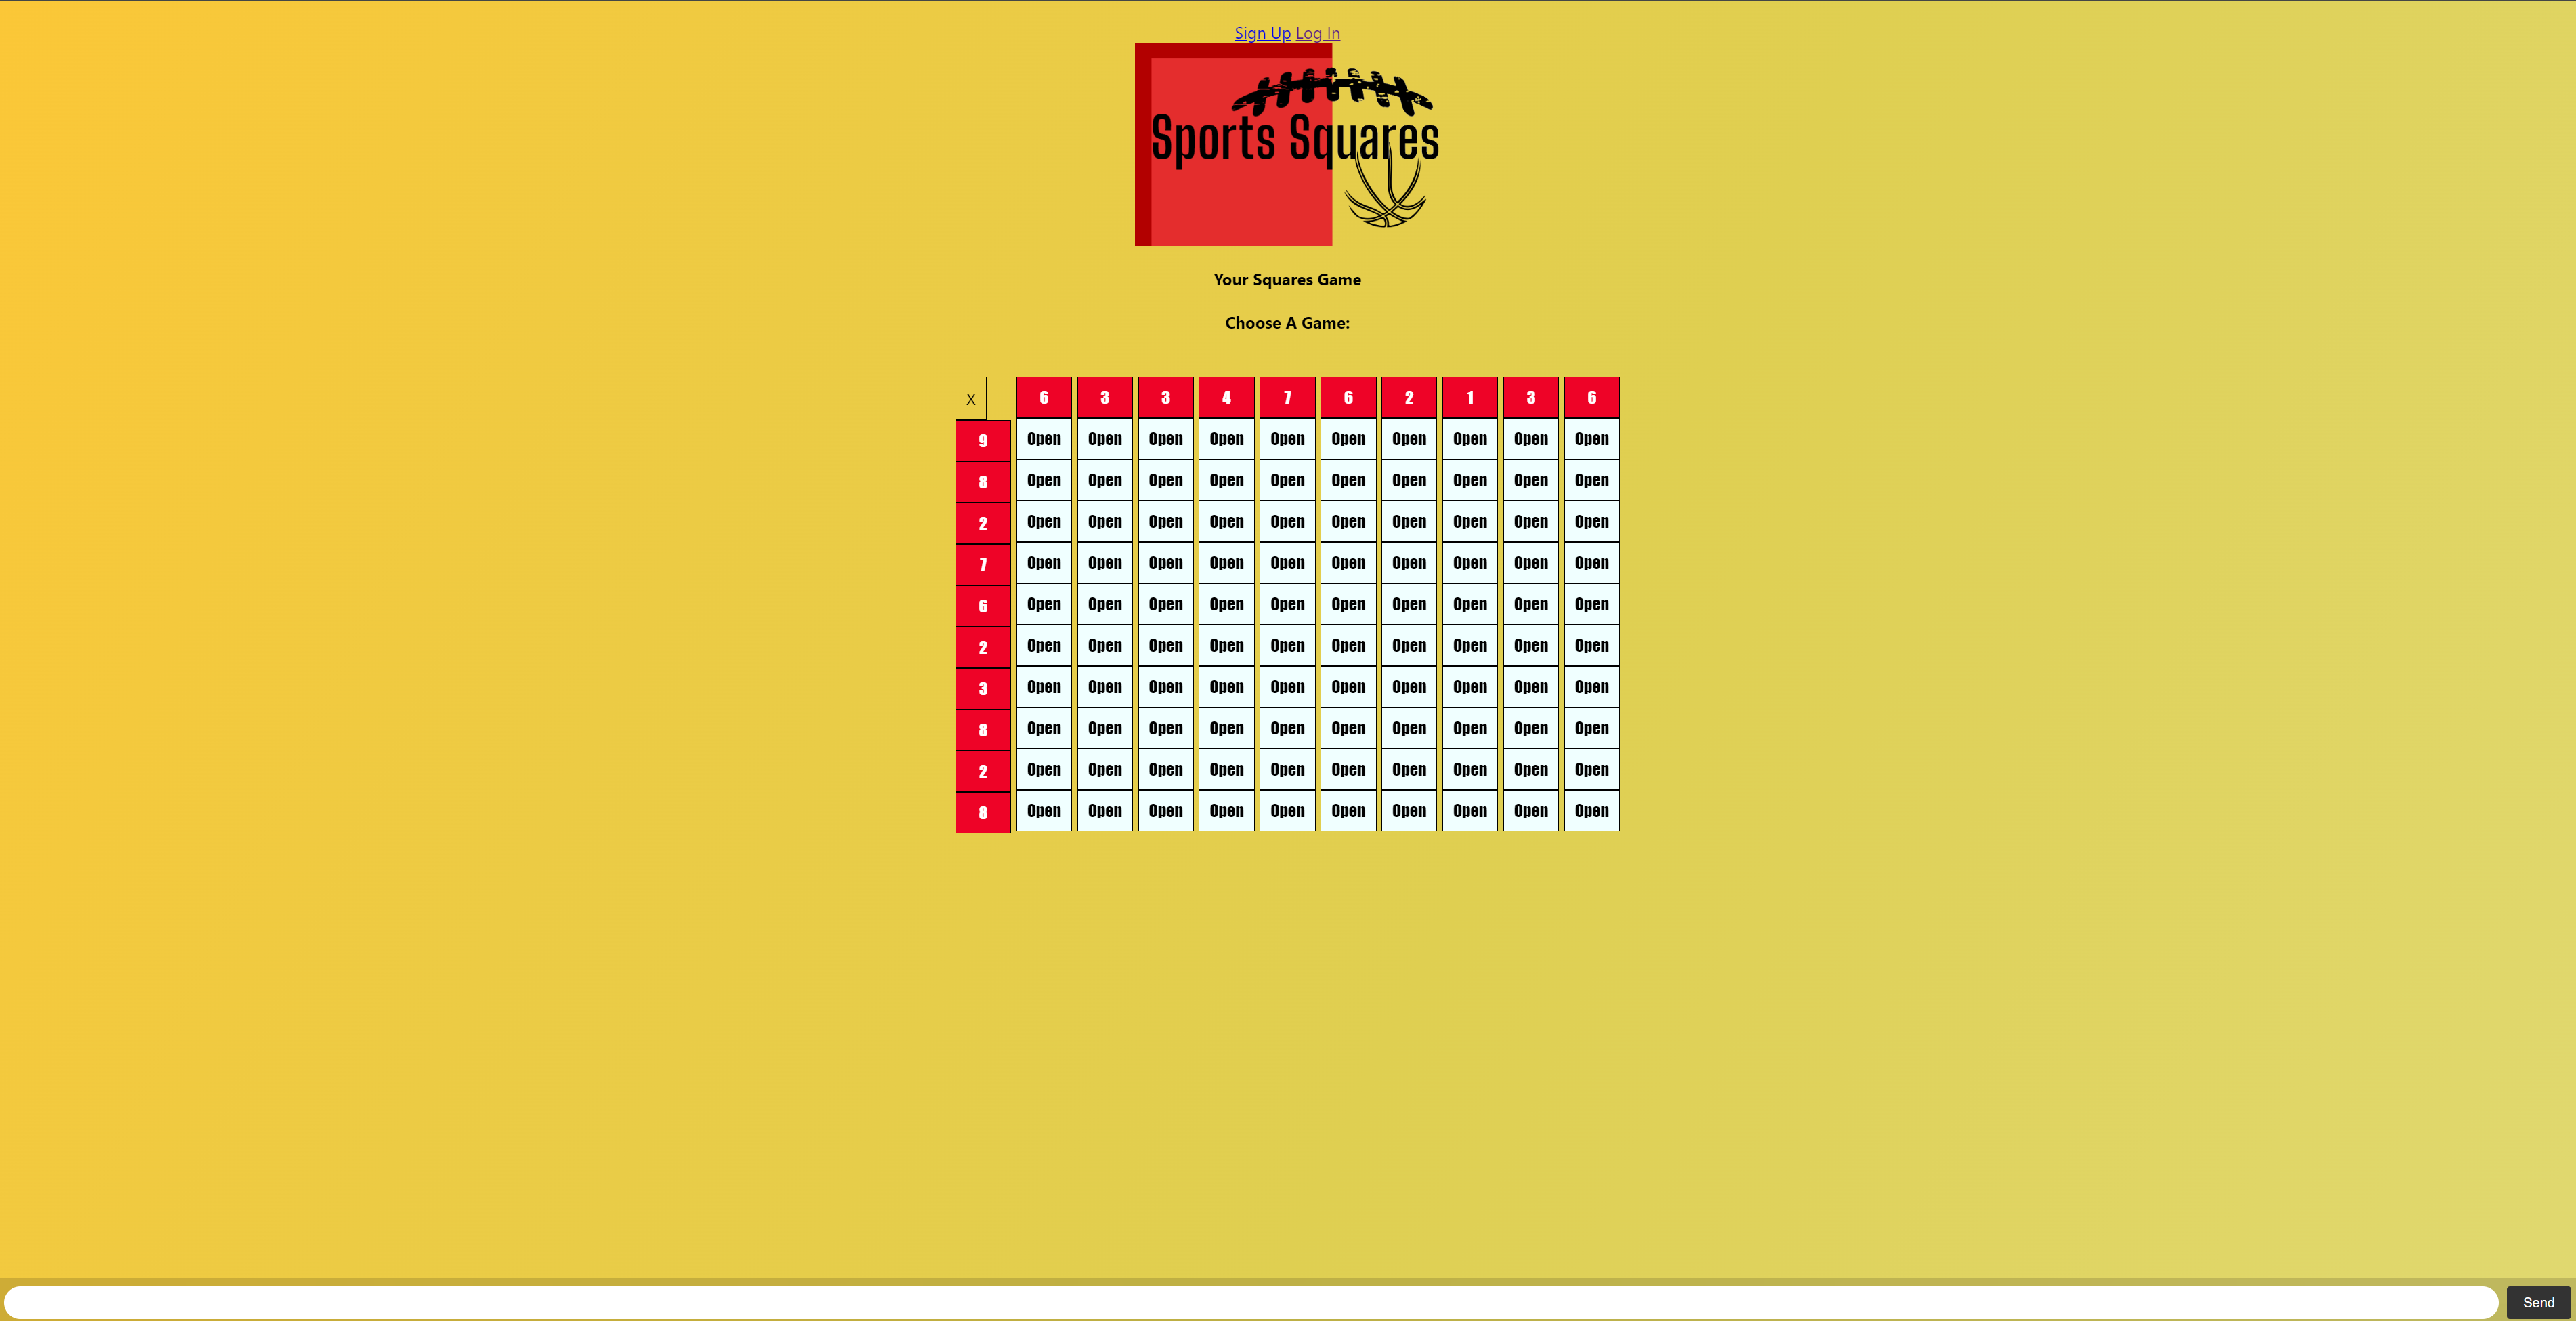 Sign Up Log In
Sports Squares
Your Squares Game
Choose A Game:
X 6 3 3 4 7 6 2 1 3 6
9 Open Open Open Open Open Open Open Open Open Open
8 Open Open Open Open Open Open Open Open Open Open
2 Open Open Open Open Open Open Open Open Open Open
7 Open Open Open Open Open Open Open Open Open Open
6 Open Open Open Open Open Open Open Open Open Open
2 Open Open Open Open Open Open Open Open Open Open
3 Open Open Open Open Open Open Open Open Open Open
8 Open Open Open Open Open Open Open Open Open Open
2 Open Open Open Open Open Open Open Open Open Open
8 Open Open Open Open Open Open Open Open Open Open
Send